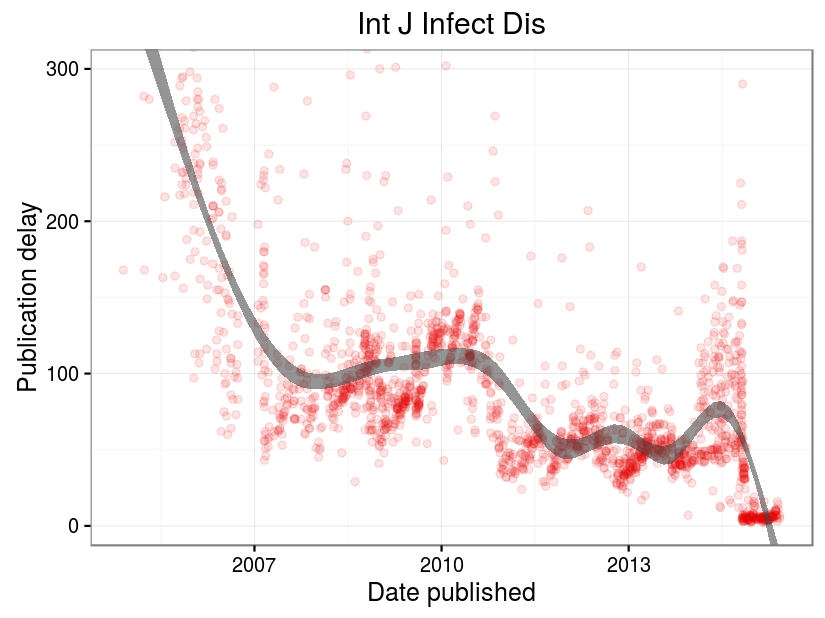 Int J Infect Dis
Publication delay
300
200
100
0
2007
2010
2013
Date published